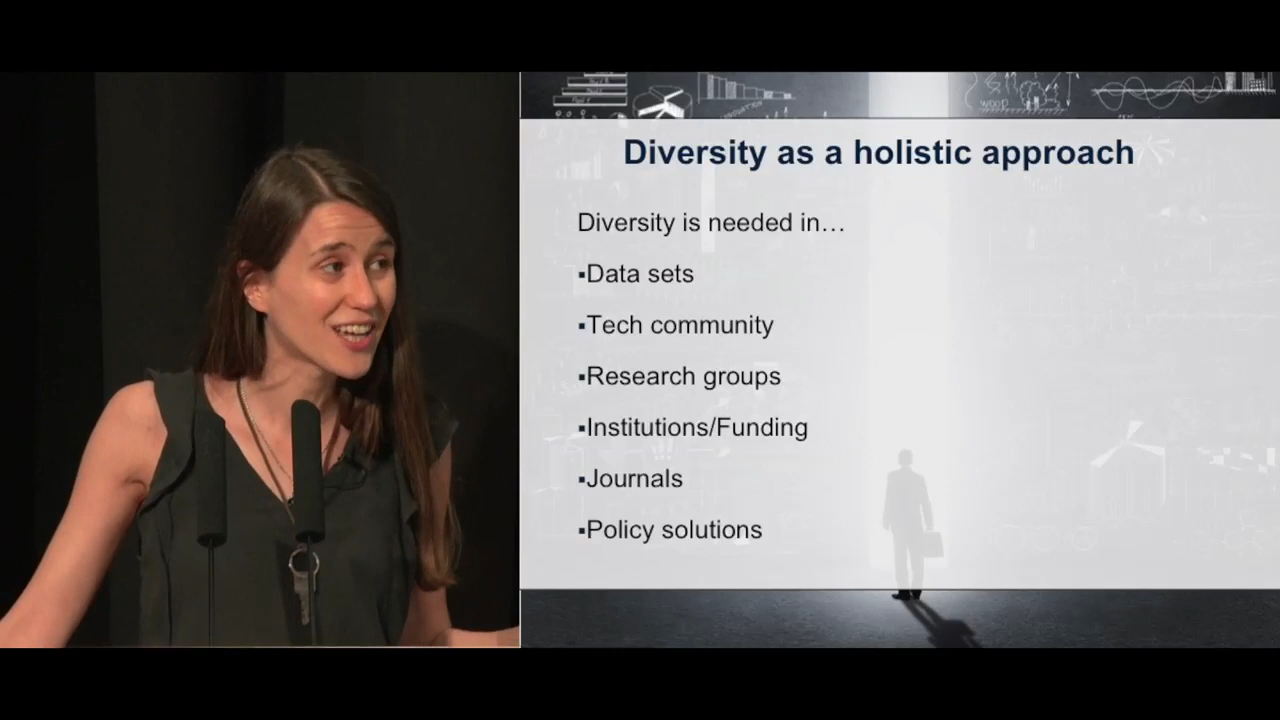 Diversity as a holistic approach
Diversity is needed in…
▪Data sets
▪Tech community
▪Research groups
▪Institutions/Funding
▪Journals
▪Policy solutions
WOOD